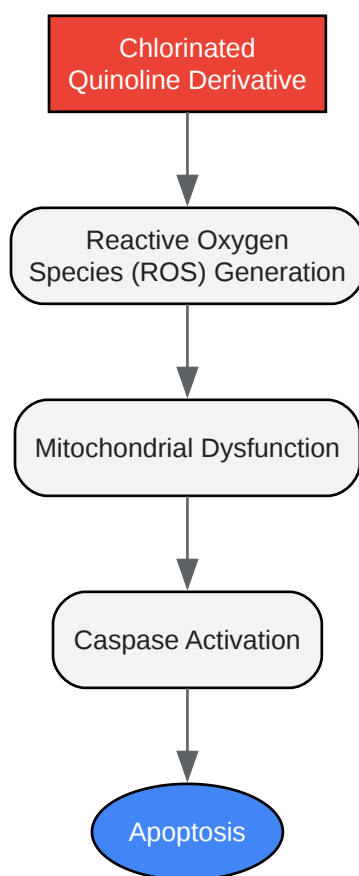 Chlorinated
Quinoline Derivative
Reactive Oxygen
Species (ROS) Generation
Mitochondrial Dysfunction
Caspase Activation
Apoptosis